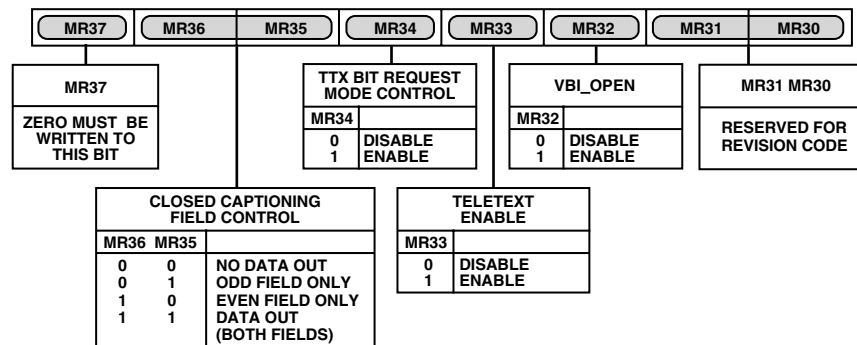 MR37 MR36 MR35 MR34 MR33 MR32 MR31 MR30
MR37
ZERO MUST BE
WRITTEN TO
THIS BIT
TTX BIT REQUEST
MODE CONTROL
MR34
0 DISABLE
1 ENABLE
VBI_OPEN
MR32
0 DISABLE
1 ENABLE
MR31 MR30
RESERVED FOR
REVISION CODE
CLOSED CAPTIONING
FIELD CONTROL
MR36 MR35
0 0 NO DATA OUT
0 1 ODD FIELD ONLY
1 0 EVEN FIELD ONLY
1 1 DATA OUT
(BOTH FIELDS)
TELETEXT
ENABLE
MR33
0 DISABLE
1 ENABLE